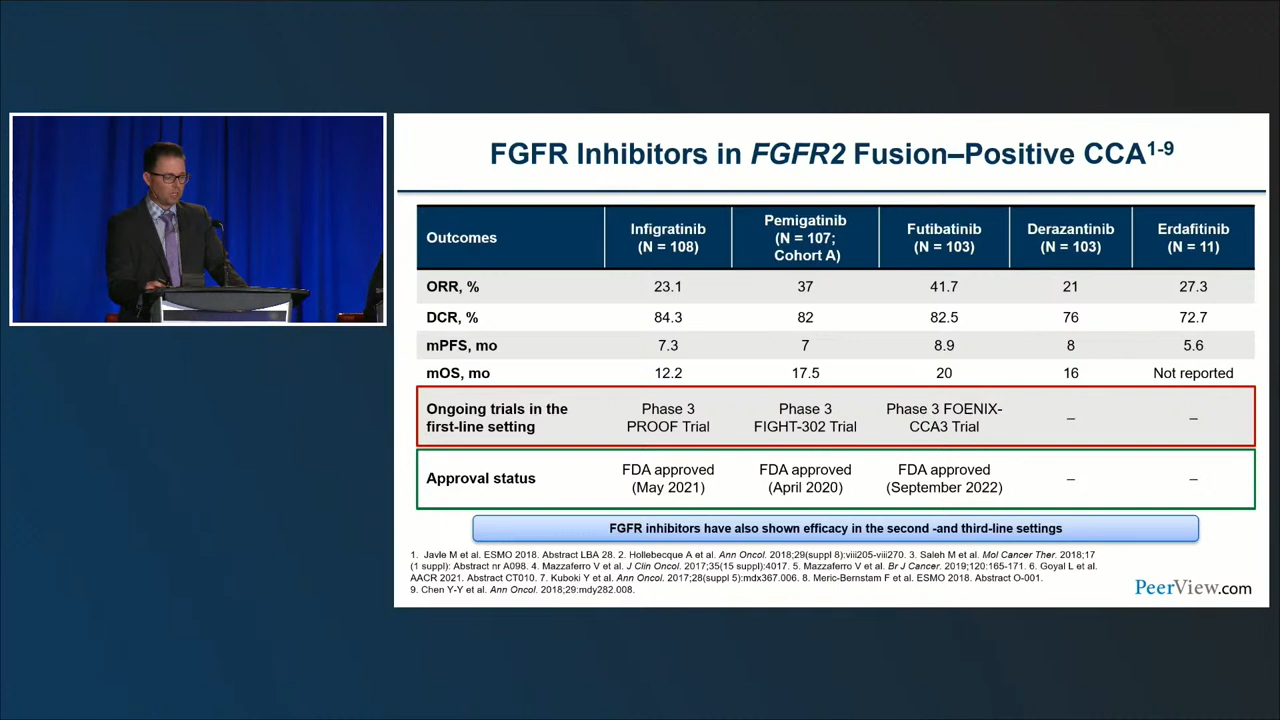 FGFR Inhibitors in FGFR2 Fusion–Positive CCA1-9
Outcomes
Infigratinib
(N = 108)
Pemigatinib
(N = 107;
Cohort A)
Futibatinib
(N = 103)
Derazantinib
(N = 103)
Erdafitinib
(N = 11)
ORR, % 23.1 37 41.7 21 27.3
DCR, % 84.3 82 82.5 76 72.7
mPFS, mo 7.3 7 8.9 8 5.6
mOS, mo 12.2 17.5 20 16 Not reported
Ongoing trials in the
first-line setting
Phase 3
PROOF Trial
Phase 3
FIGHT-302 Trial
Phase 3 FOENIX-
CCA3 Trial
–
–
Approval status
FDA approved
(May 2021)
FDA approved
(April 2020)
FDA approved
(September 2022)
–
–
FGFR inhibitors have also shown efficacy in the second -and third-line settings
1. Javle M et al. ESMO 2018. Abstract LBA 28. 2. Hollebecque A et al. Ann Oncol. 2018;29(suppl 8):viii205-viii270. 3. Saleh M et al. Mol Cancer Ther. 2018;17
(1 suppl): Abstract nr A098. 4. Mazzaferro V et al. J Clin Oncol. 2017;35(15 suppl):4017. 5. Mazzaferro V et al. Br J Cancer. 2019;120:165-171. 6. Goyal L et al.
AACR 2021. Abstract CT010. 7. Kuboki Y et al. Ann Oncol. 2017;28(suppl 5):mdx367.006. 8. Meric-Bernstam F et al. ESMO 2018. Abstract O-001.
9. Chen Y-Y et al. Ann Oncol. 2018;29:mdy282.008.
PeerView.com